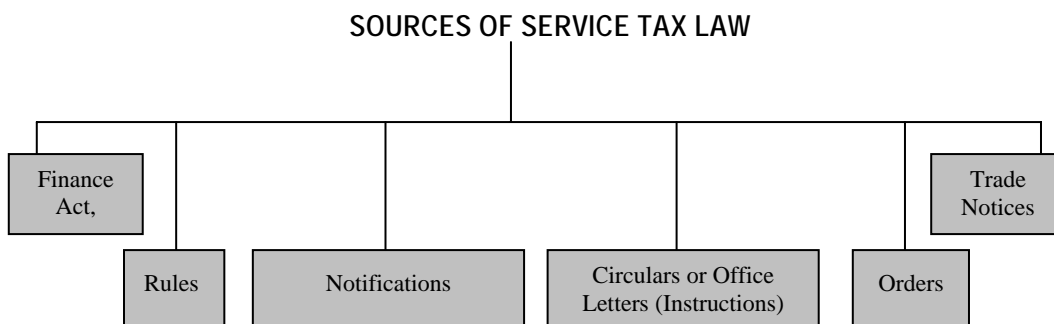 SOURCES OF SERVICE TAX LAW
Finance
Act,
Trade
Notices
Rules
Notifications
Circulars or Office
Letters (Instructions)
Orders